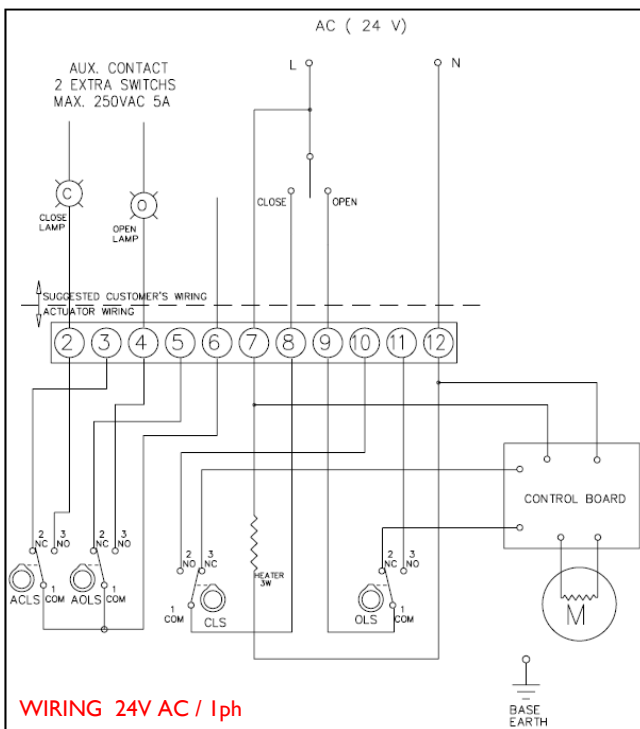 AC ( 24 V)
L
N
AUX. CONTACT
2 EXTRA SWITCHS
MAX. 250VAC 5A
C
CLOSE
LAMP
O
OPEN
LAMP
CLOSE
OPEN
SUGGESTED CUSTOMER'S WIRING
ACTUATOR WIRING
2 3 4 5 6 7 8 9 10 11 12
CONTROL BOARD
2 NC
3 NO
2 NC
3 NO
2 NO
3 NC
2 NC
3 NO
HEATER
3W
ACLS
1 COM
AOLS
1 COM
1 COM
CLS
OLS
1 COM
M
BASE
EARTH
WIRING 24V AC / 1ph